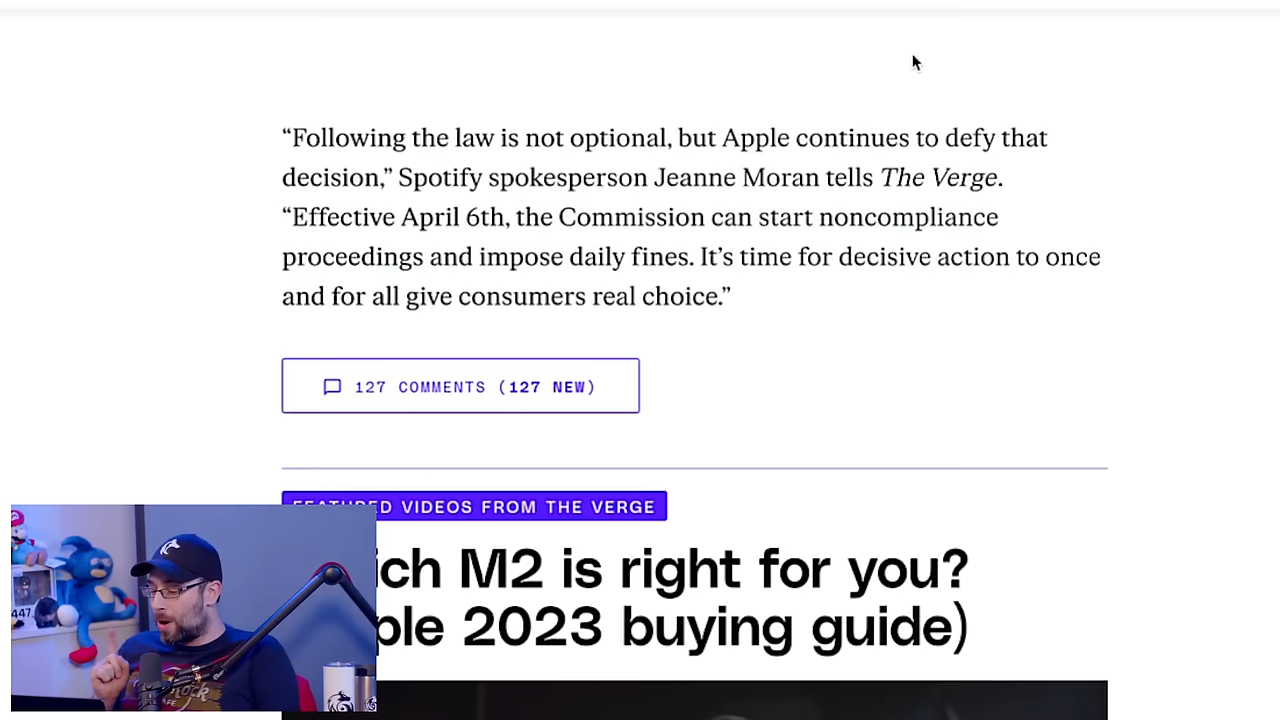 “Following the law is not optional, but Apple continues to defy that
decision,” Spotify spokesperson Jeanne Moran tells The Verge.
“Effective April 6th, the Commission can start noncompliance
proceedings and impose daily fines. It’s time for decisive action to once
and for all give consumers real choice.”
127 COMMENTS (127 NEW)
FEATURED VIDEOS FROM THE VERGE
ich M2 is right for you?
ple 2023 buying guide)
447